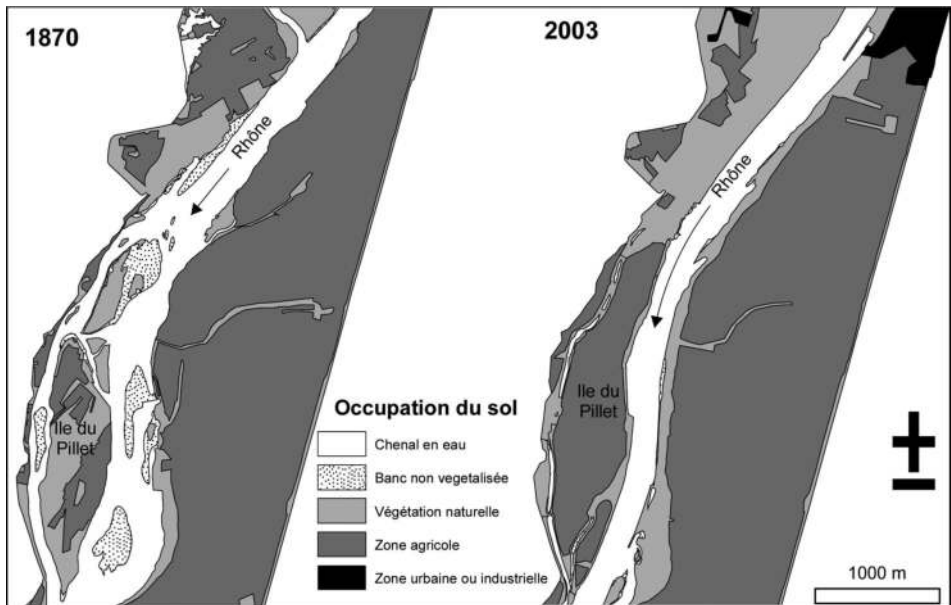 1870
2003
Rhône
Rhône
Ile du
Pillet
Ile du
Pillet
Occupation du sol
Chenal en eau
Banc non vegetalisée
Végétation naturelle
Zone agricole
Zone urbaine ou industrielle
1000 m